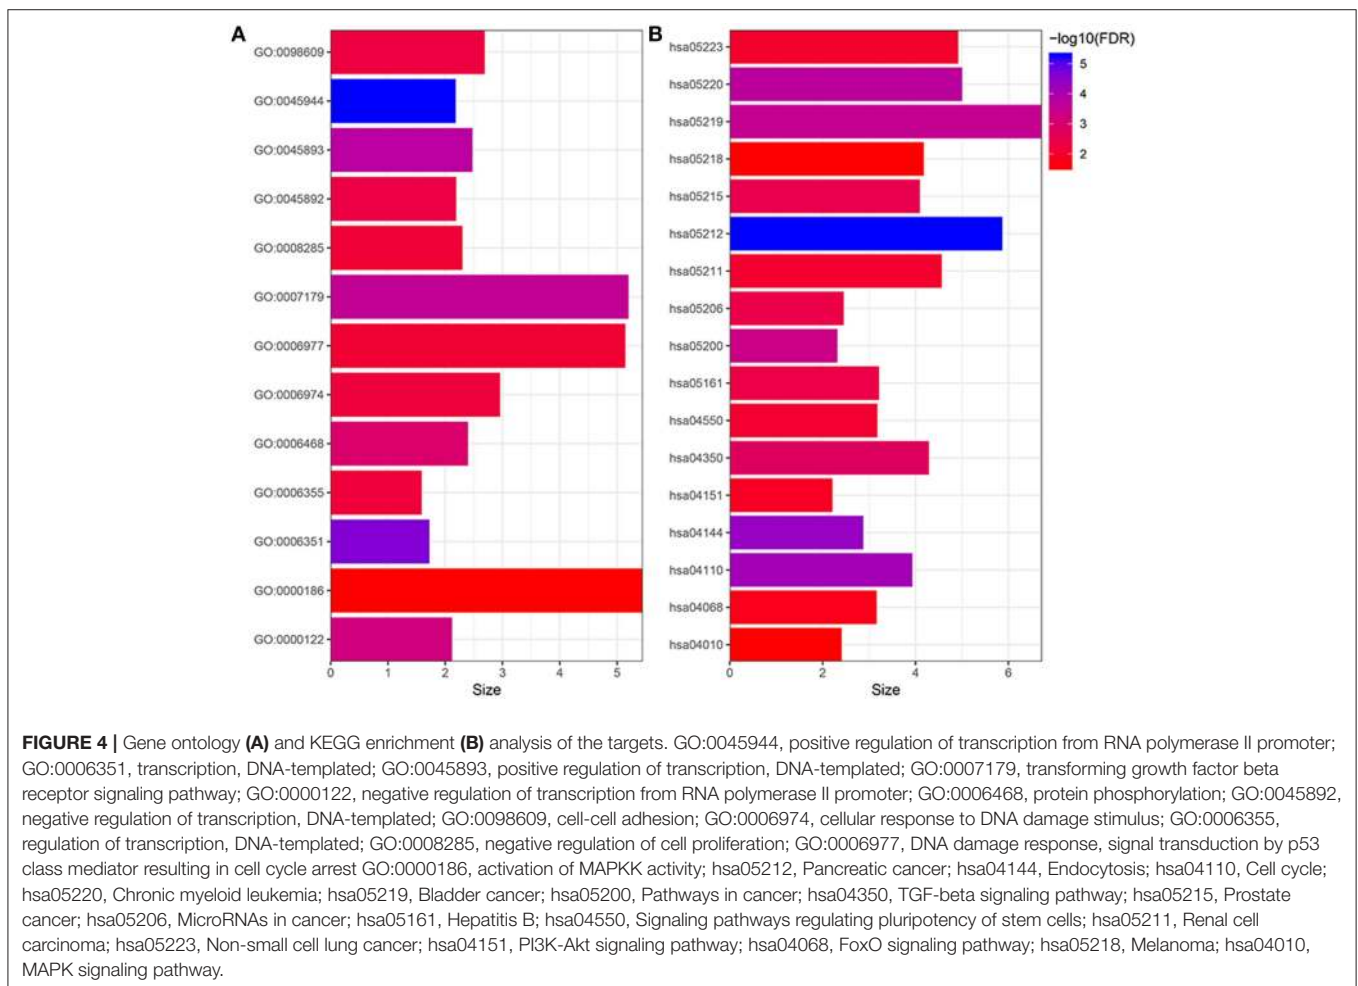 A
GO:0098609
GO:0045944
GO:0045893
GO:0045892
GO:0008285
GO:0007179
GO:0006977
GO:0006974
GO:0006468
GO:0006355
GO:0006351
GO:0000186
GO:0000122
0 1 2 3 4 5
Size
B
hsa05223
hsa05220
hsa05219
hsa05218
hsa05215
hsa05212
hsa05211
hsa05206
hsa05200
hsa05161
hsa04550
hsa04350
hsa04151
hsa04144
hsa04110
hsa04068
hsa04010
0 2 4 6
Size
−log10(FDR)
5
4
3
2
FIGURE 4 | Gene ontology (A) and KEGG enrichment (B) analysis of the targets. GO:0045944, positive regulation of transcription from RNA polymerase II promoter;
GO:0006351, transcription, DNA-templated; GO:0045893, positive regulation of transcription, DNA-templated; GO:0007179, transforming growth factor beta
receptor signaling pathway; GO:0000122, negative regulation of transcription from RNA polymerase II promoter; GO:0006468, protein phosphorylation; GO:0045892,
negative regulation of transcription, DNA-templated; GO:0098609, cell-cell adhesion; GO:0006974, cellular response to DNA damage stimulus; GO:0006355,
regulation of transcription, DNA-templated; GO:0008285, negative regulation of cell proliferation; GO:0006977, DNA damage response, signal transduction by p53
class mediator resulting in cell cycle arrest GO:0000186, activation of MAPKK activity; hsa05212, Pancreatic cancer; hsa04144, Endocytosis; hsa04110, Cell cycle;
hsa05220, Chronic myeloid leukemia; hsa05219, Bladder cancer; hsa05200, Pathways in cancer; hsa04350, TGF-beta signaling pathway; hsa05215, Prostate
cancer; hsa05206, MicroRNAs in cancer; hsa05161, Hepatitis B; hsa04550, Signaling pathways regulating pluripotency of stem cells; hsa05211, Renal cell
carcinoma; hsa05223, Non-small cell lung cancer; hsa04151, PI3K-Akt signaling pathway; hsa04068, FoxO signaling pathway; hsa05218, Melanoma; hsa04010,
MAPK signaling pathway.